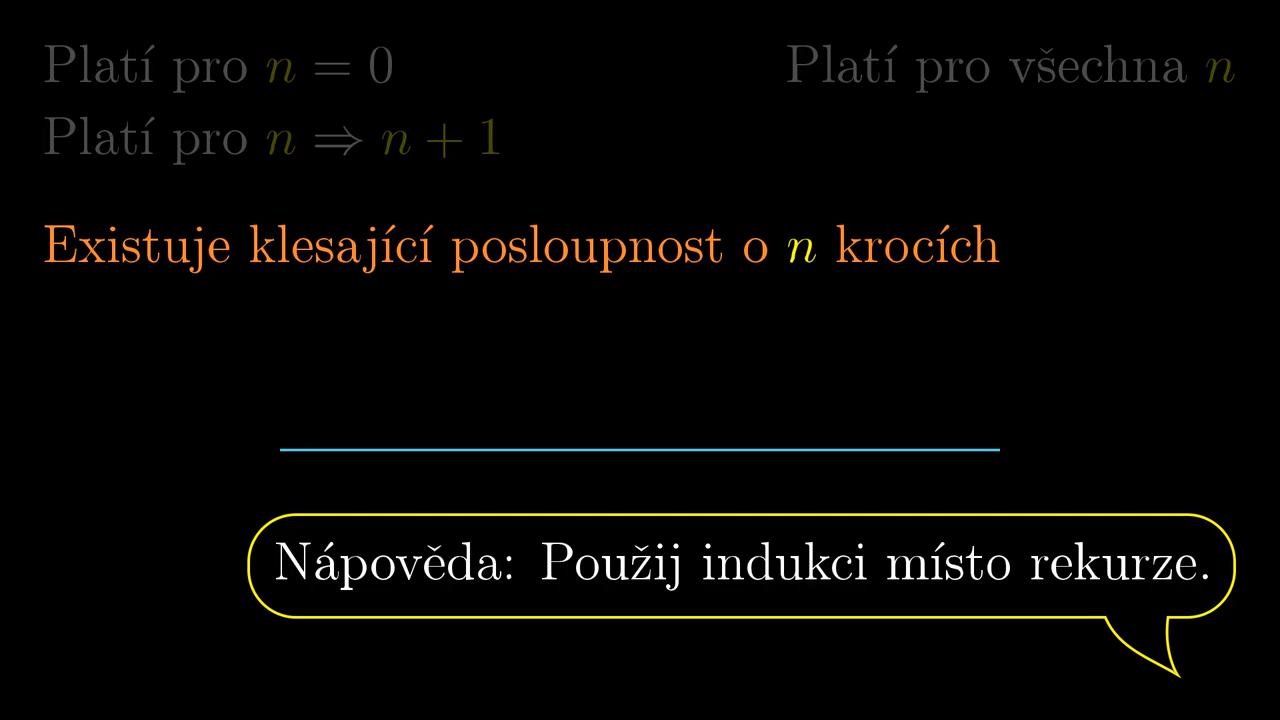 Platí pro n = 0
Platí pro všechna n
Platí pro n ⇒ n + 1
Existuje klesající posloupnost o n krocích
Nápověda: Použij indukci místo rekurze.